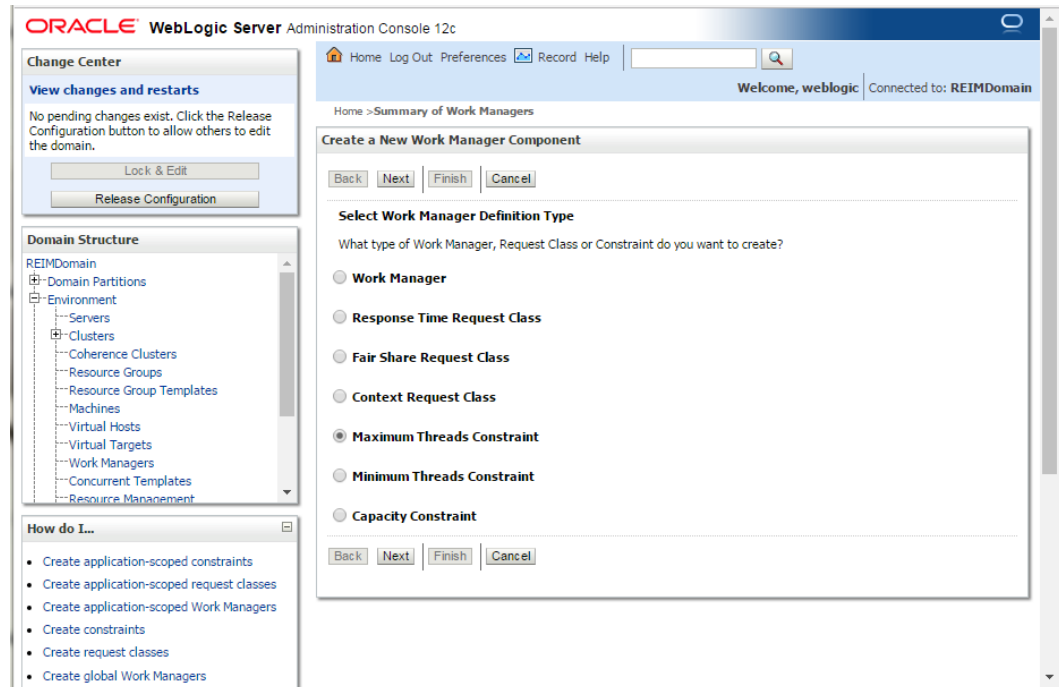 ORACLE WebLogic Server Administration Console 12c
Change Center
View changes and restarts
No pending changes exist. Click the Release
Configuration button to allow others to edit
the domain.
Lock & Edit
Release Configuration
Domain Structure
REIMDomain
Domain Partitions
Environment
Servers
Clusters
Coherence Clusters
Resource Groups
Resource Group Templates
Machines
Virtual Hosts
Virtual Targets
Work Managers
Concurrent Templates
Resource Management
How do I...
Create application-scoped constraints
Create application-scoped request classes
Create application-scoped Work Managers
Create constraints
Create request classes
Create global Work Managers
Home Log Out Preferences Record Help
Welcome, weblogic Connected to: REIMDomain
Home >Summary of Work Managers
Create a New Work Manager Component
Back Next Finish Cancel
Select Work Manager Definition Type
What type of Work Manager, Request Class or Constraint do you want to create?
Work Manager
Response Time Request Class
Fair Share Request Class
Context Request Class
Maximum Threads Constraint
Minimum Threads Constraint
Capacity Constraint
Back Next Finish Cancel